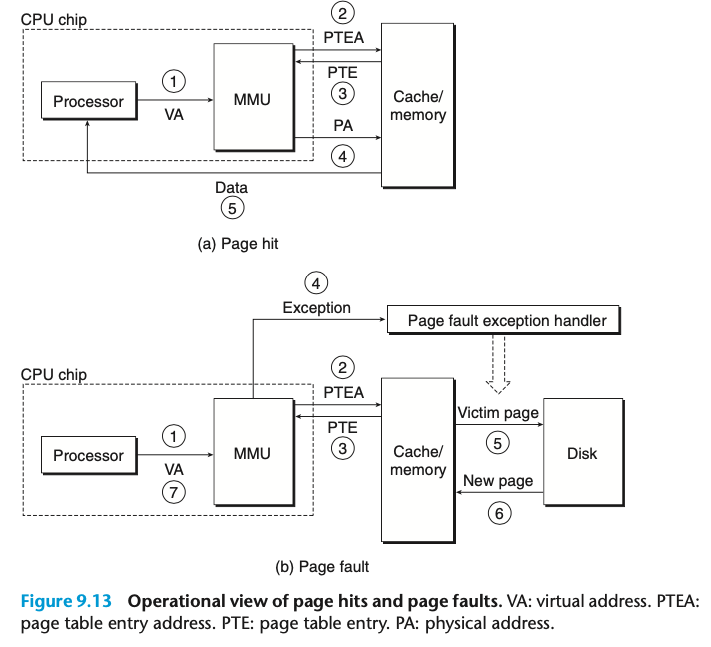 CPU chip
②
PTEA
①
Processor
VA
MMU
PTE
③
Cache/
memory
PA
④
Data
⑤
(a) Page hit
④
Exception
Page fault exception handler
CPU chip
②
PTEA
①
Processor
VA
⑦
MMU
PTE
③
Cache/
memory
Victim page
⑤
Disk
New page
⑥
(b) Page fault
Figure 9.13 Operational view of page hits and page faults. VA: virtual address. PTEA:
page table entry address. PTE: page table entry. PA: physical address.